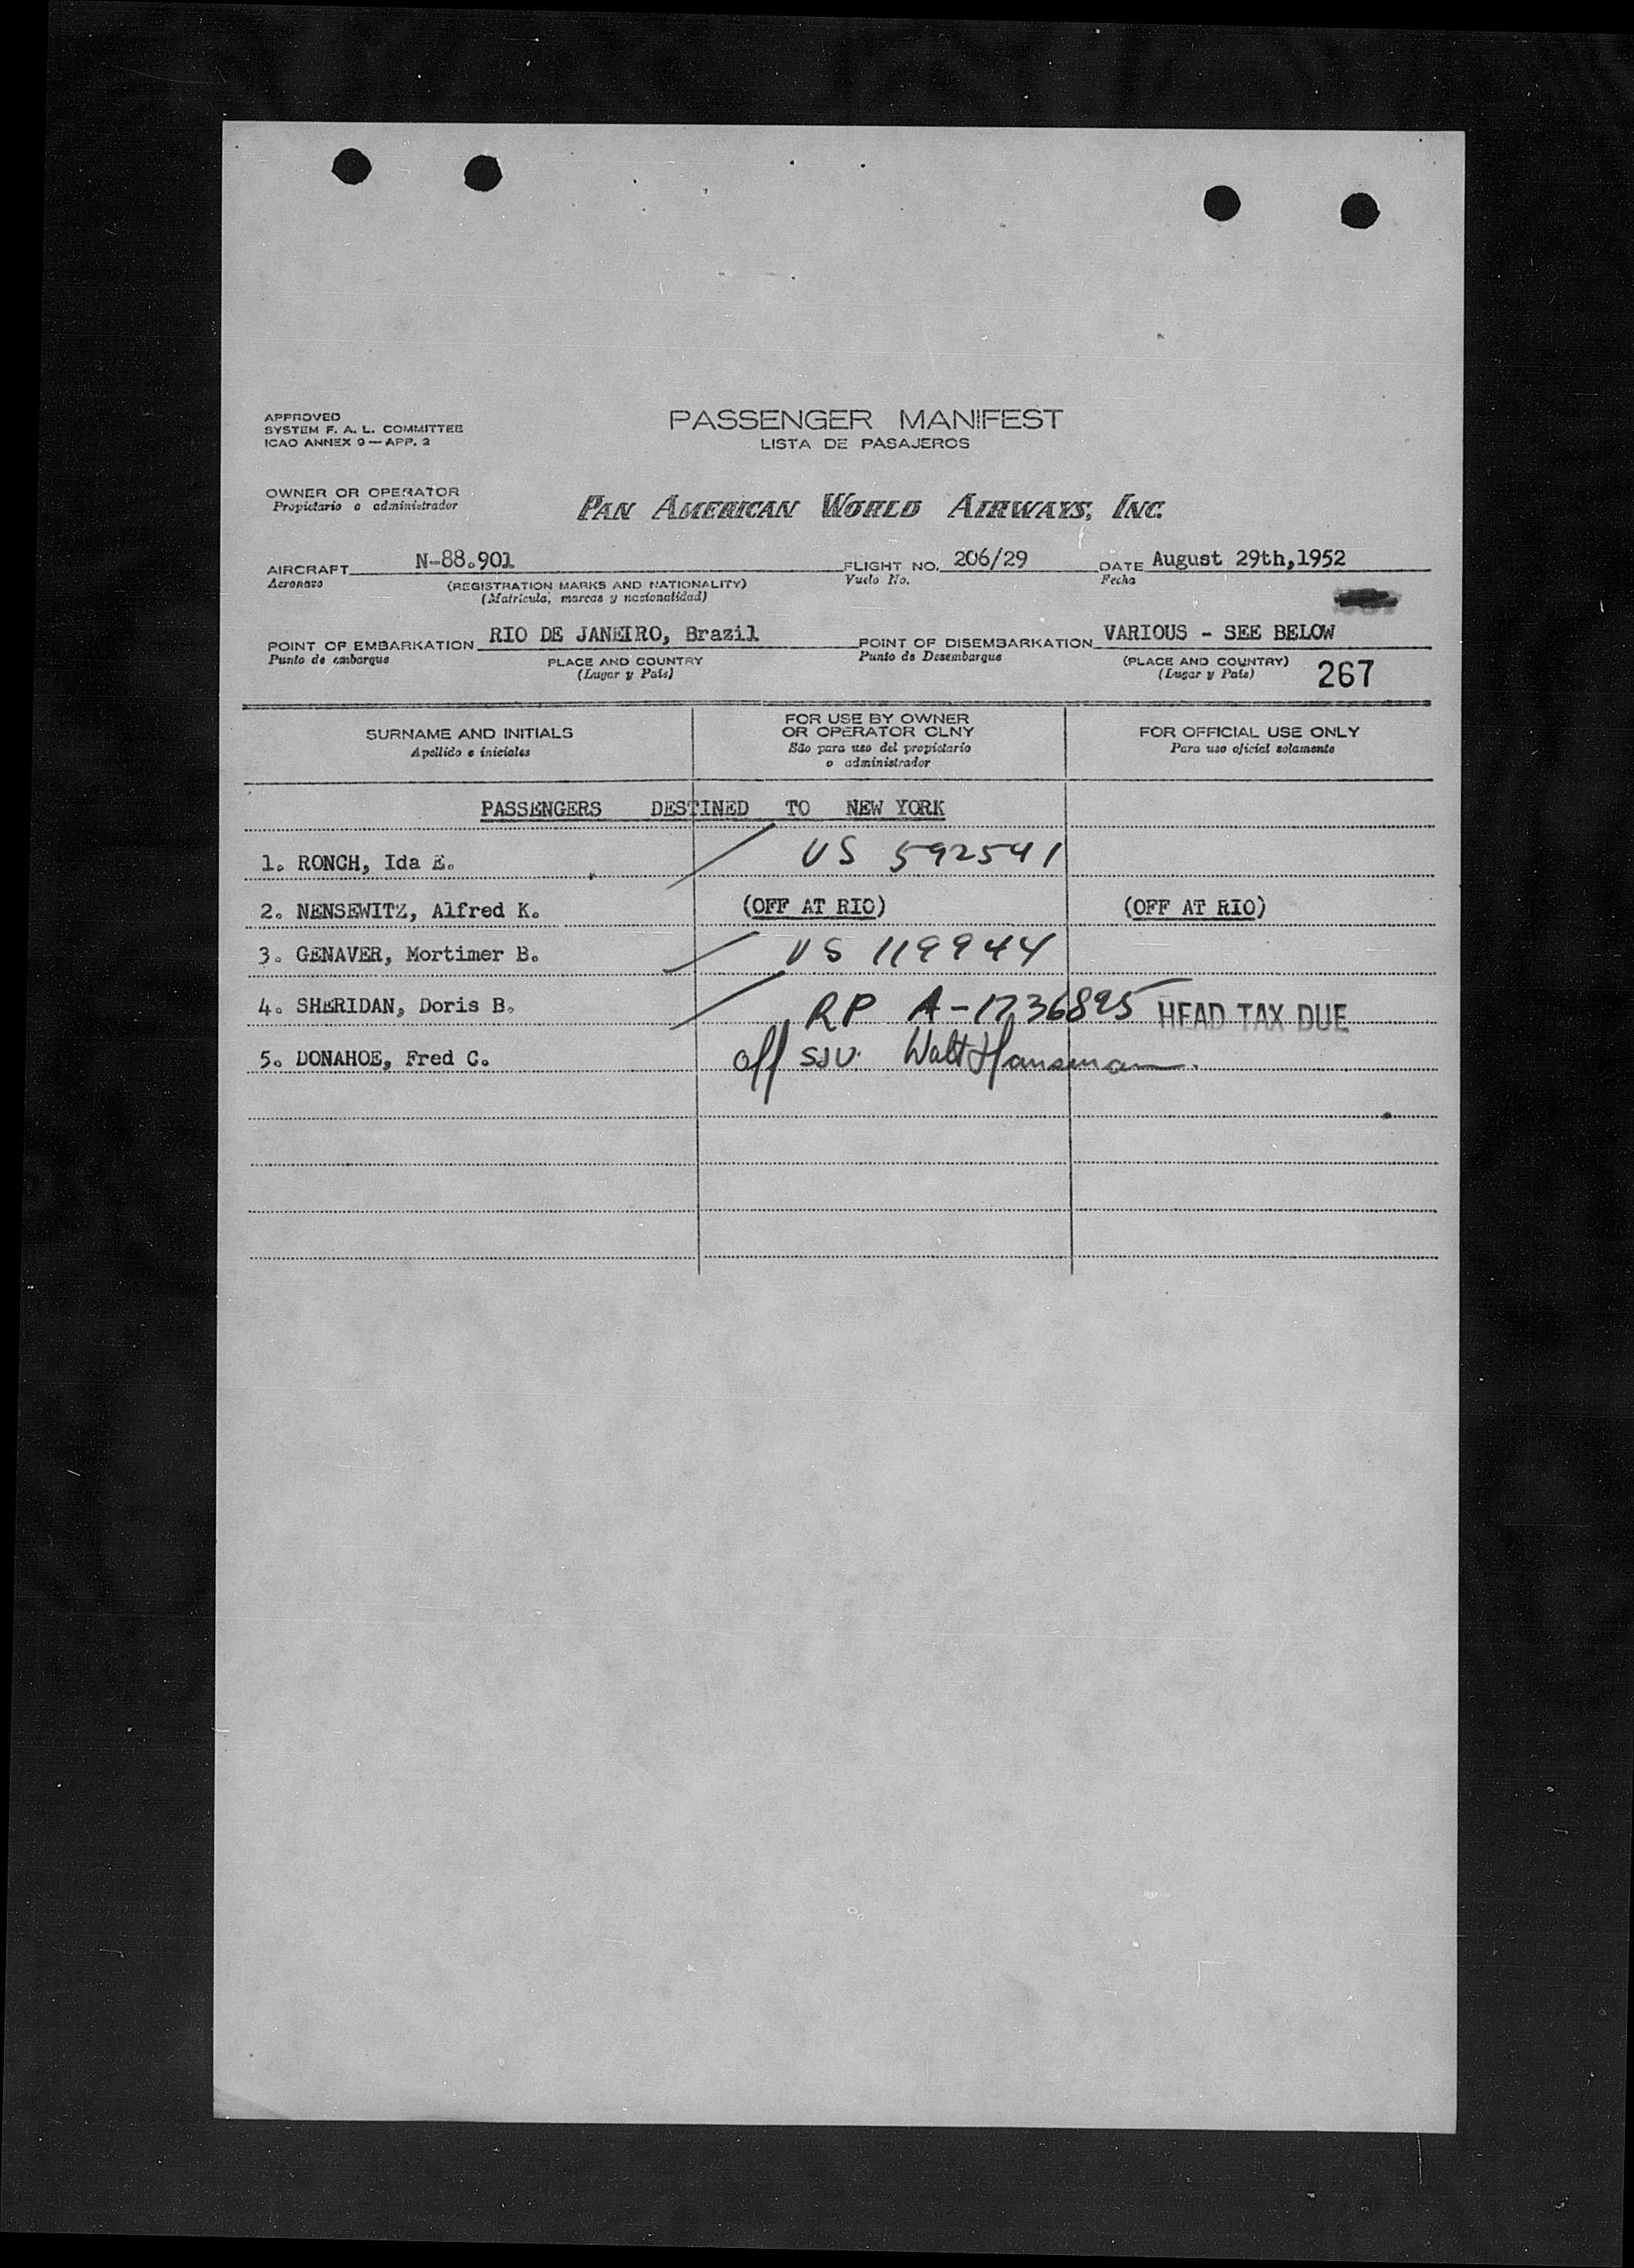 APPROVED
SYSTEM F. A. L. COMMITTEE
ICAO ANNEX 9 — APP. 2
PASSENGER MANIFEST
LISTA DE PASAJEROS
OWNER OR OPERATOR
Propietario o administrador
PAN AMERICAN WORLD AIRWAYS, INC.
AIRCRAFT N-88.901 FLIGHT NO. 206/29 DATE August 29th,1952
Aeronave (REGISTRATION MARKS AND NATIONALITY) Vuelo No. Fecha
(Matricula, marcas y nacionalidad)
POINT OF EMBARKATION RIO DE JANEIRO, Brazil POINT OF DISEMBARKATION VARIOUS - SEE BELOW
Punto de embarque PLACE AND COUNTRY Punto de Desembarque (PLACE AND COUNTRY)
(Lugar y Pais) (Lugar y Pais) 267
SURNAME AND INITIALS
Apellido e iniciales
FOR USE BY OWNER
OR OPERATOR OLNY
Sâo para uso del propietario
o administrador
FOR OFFICIAL USE ONLY
Para uso oficial solamente
PASSENGERS DESTINED TO NEW YORK
1. RONCH, Ida E. US 592541
2. NENSEWITZ, Alfred K. (OFF AT RIO) (OFF AT RIO)
3. GENAVER, Mortimer B. US 119944
4. SHERIDAN, Doris B. RP A-1736895 HEAD TAX DUE
5. DONAHOE, Fred C. off SJU. Walt Hanseman